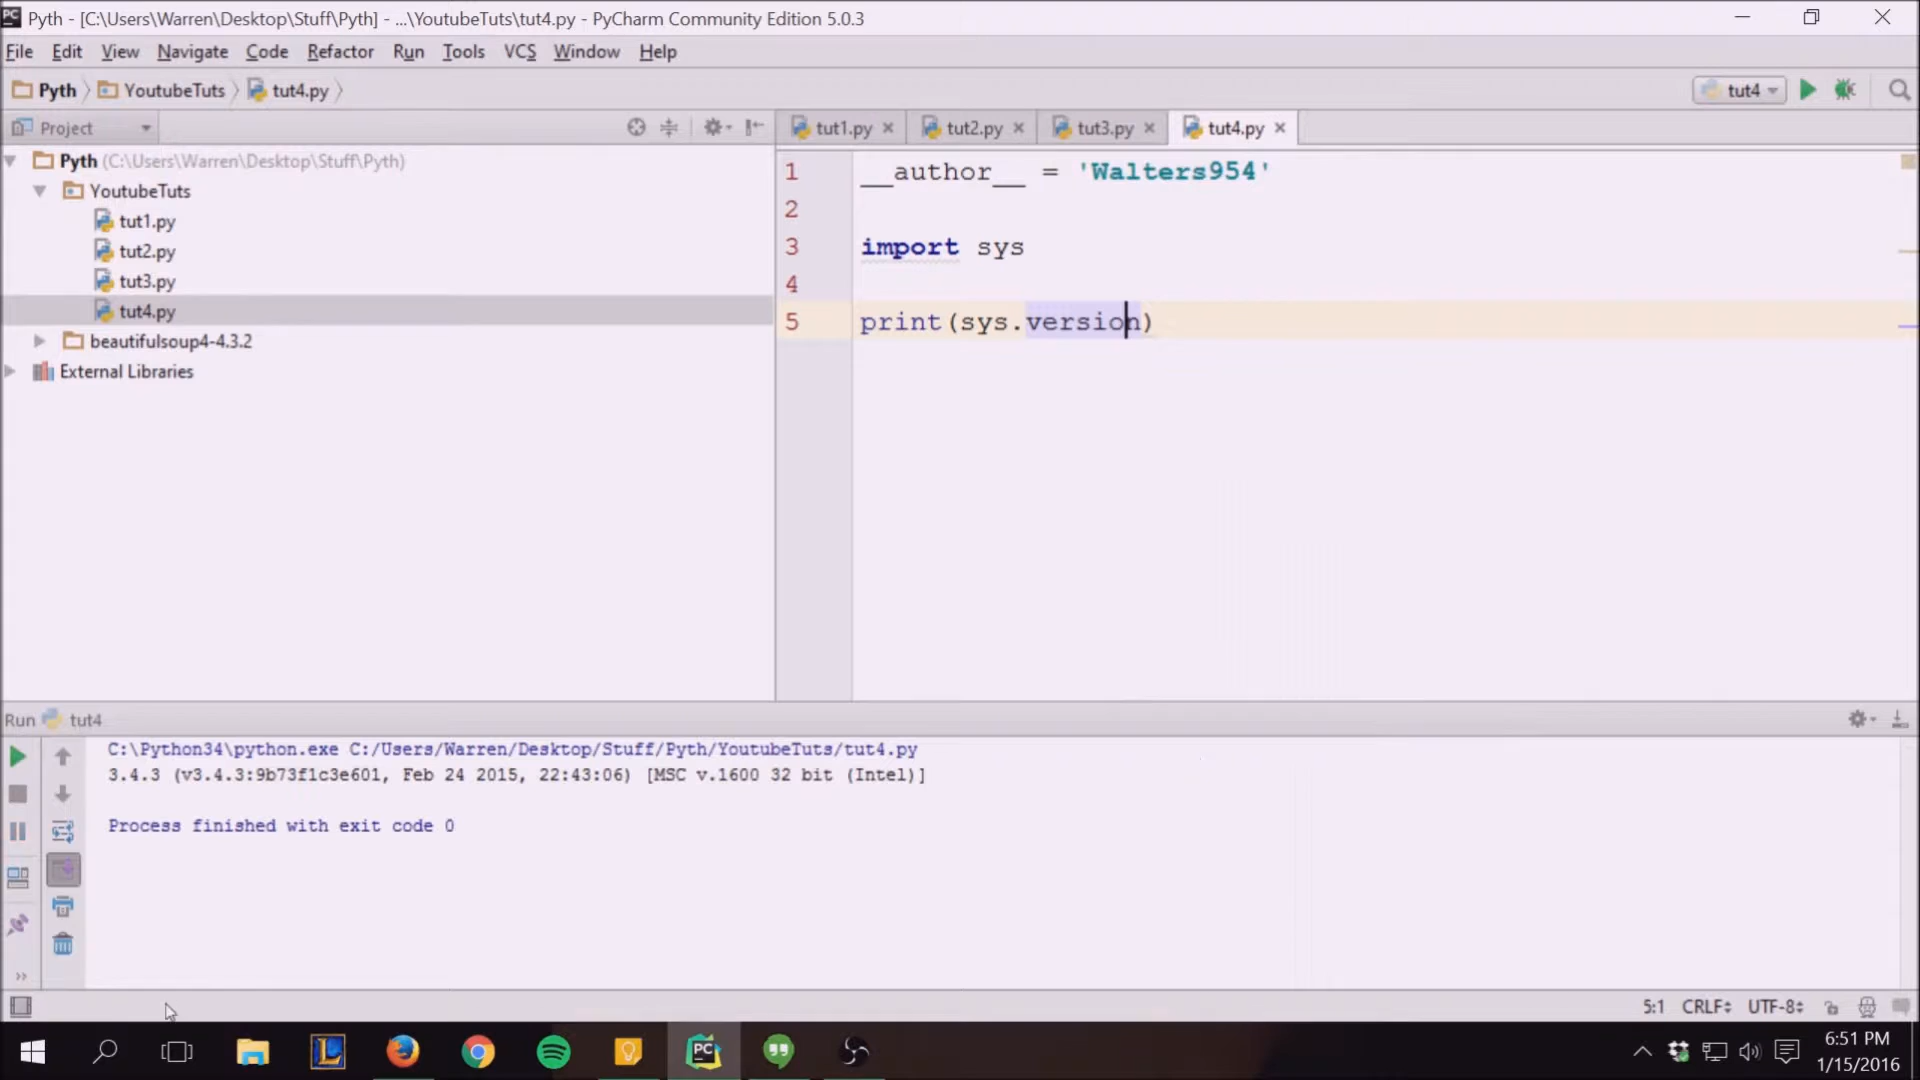 Pyth - [C:\Users\Warren\Desktop\Stuff\Pyth] - ...\YoutubeTuts\tut4.py - PyCharm Community Edition 5.0.3
File Edit View Navigate Code Refactor Run Tools VCS Window Help
Pyth YoutubeTuts tut4.py tut4
Project tut1.py tut2.py tut3.py tut4.py
Pyth (C:\Users\Warren\Desktop\Stuff\Pyth)
YoutubeTuts
tut1.py
tut2.py
tut3.py
tut4.py
beautifulsoup4-4.3.2
External Libraries
1 __author__ = 'Walters954'
2
3 import sys
4
5 print(sys.version)
Run tut4
C:\Python34\python.exe C:/Users/Warren/Desktop/Stuff/Pyth/YoutubeTuts/tut4.py
3.4.3 (v3.4.3:9b73f1c3e601, Feb 24 2015, 22:43:06) [MSC v.1600 32 bit (Intel)]
Process finished with exit code 0
5:1 CRLF UTF-8
6:51 PM
1/15/2016